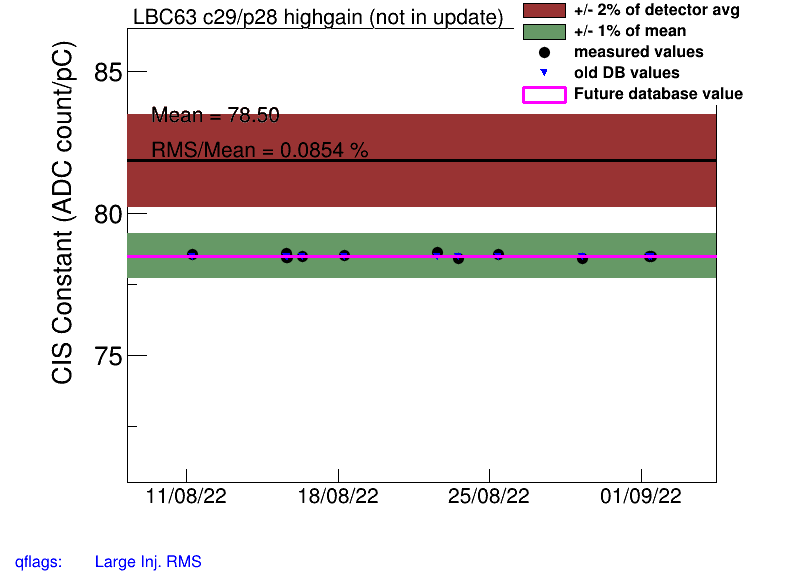 LBC63 c29/p28 highgain (not in update)
+/- 2% of detector avg
+/- 1% of mean
measured values
old DB values
Future database value
CIS Constant (ADC count/pC)
85
80
75
Mean = 78.50
RMS/Mean = 0.0854 %
11/08/22 18/08/22 25/08/22 01/09/22
qflags: Large Inj. RMS